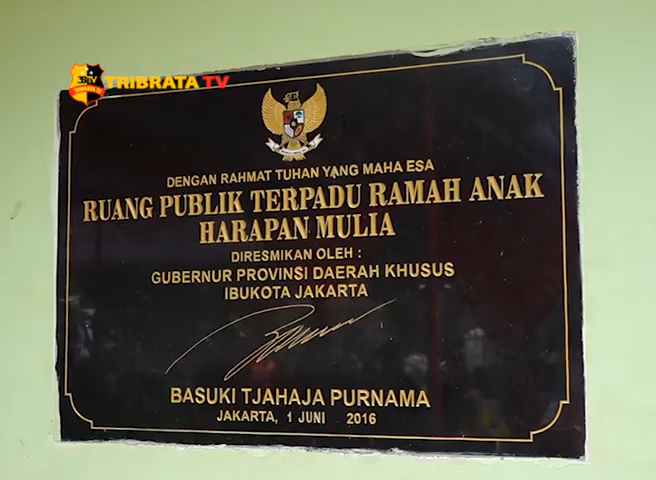 TRIBRATA TV
DENGAN RAHMAT TUHAN YANG MAHA ESA
RUANG PUBLIK TERPADU RAMAH ANAK
HARAPAN MULIA
DIRESMIKAN OLEH :
GUBERNUR PROVINSI DAERAH KHUSUS
IBUKOTA JAKARTA
BASUKI TJAHAJA PURNAMA
JAKARTA, 1 JUNI 2016